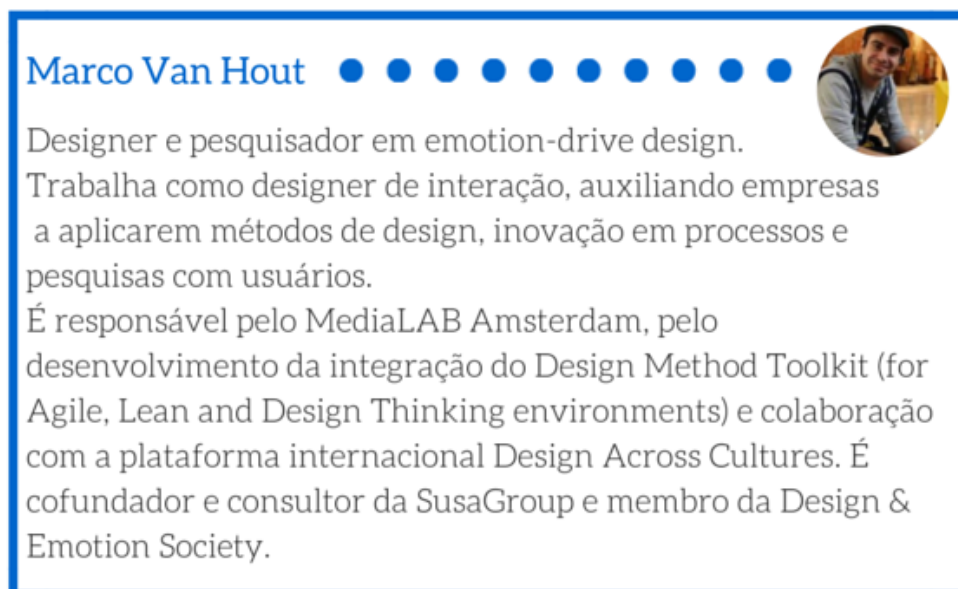 Marco Van Hout
Designer e pesquisador em emotion-drive design.
Trabalha como designer de interação, auxiliando empresas
a aplicarem métodos de design, inovação em processos e
pesquisas com usuários.
É responsável pelo MediaLAB Amsterdam, pelo
desenvolvimento da integração do Design Method Toolkit (for
Agile, Lean and Design Thinking environments) e colaboração
com a plataforma internacional Design Across Cultures. É
cofundador e consultor da SusaGroup e membro da Design &
Emotion Society.